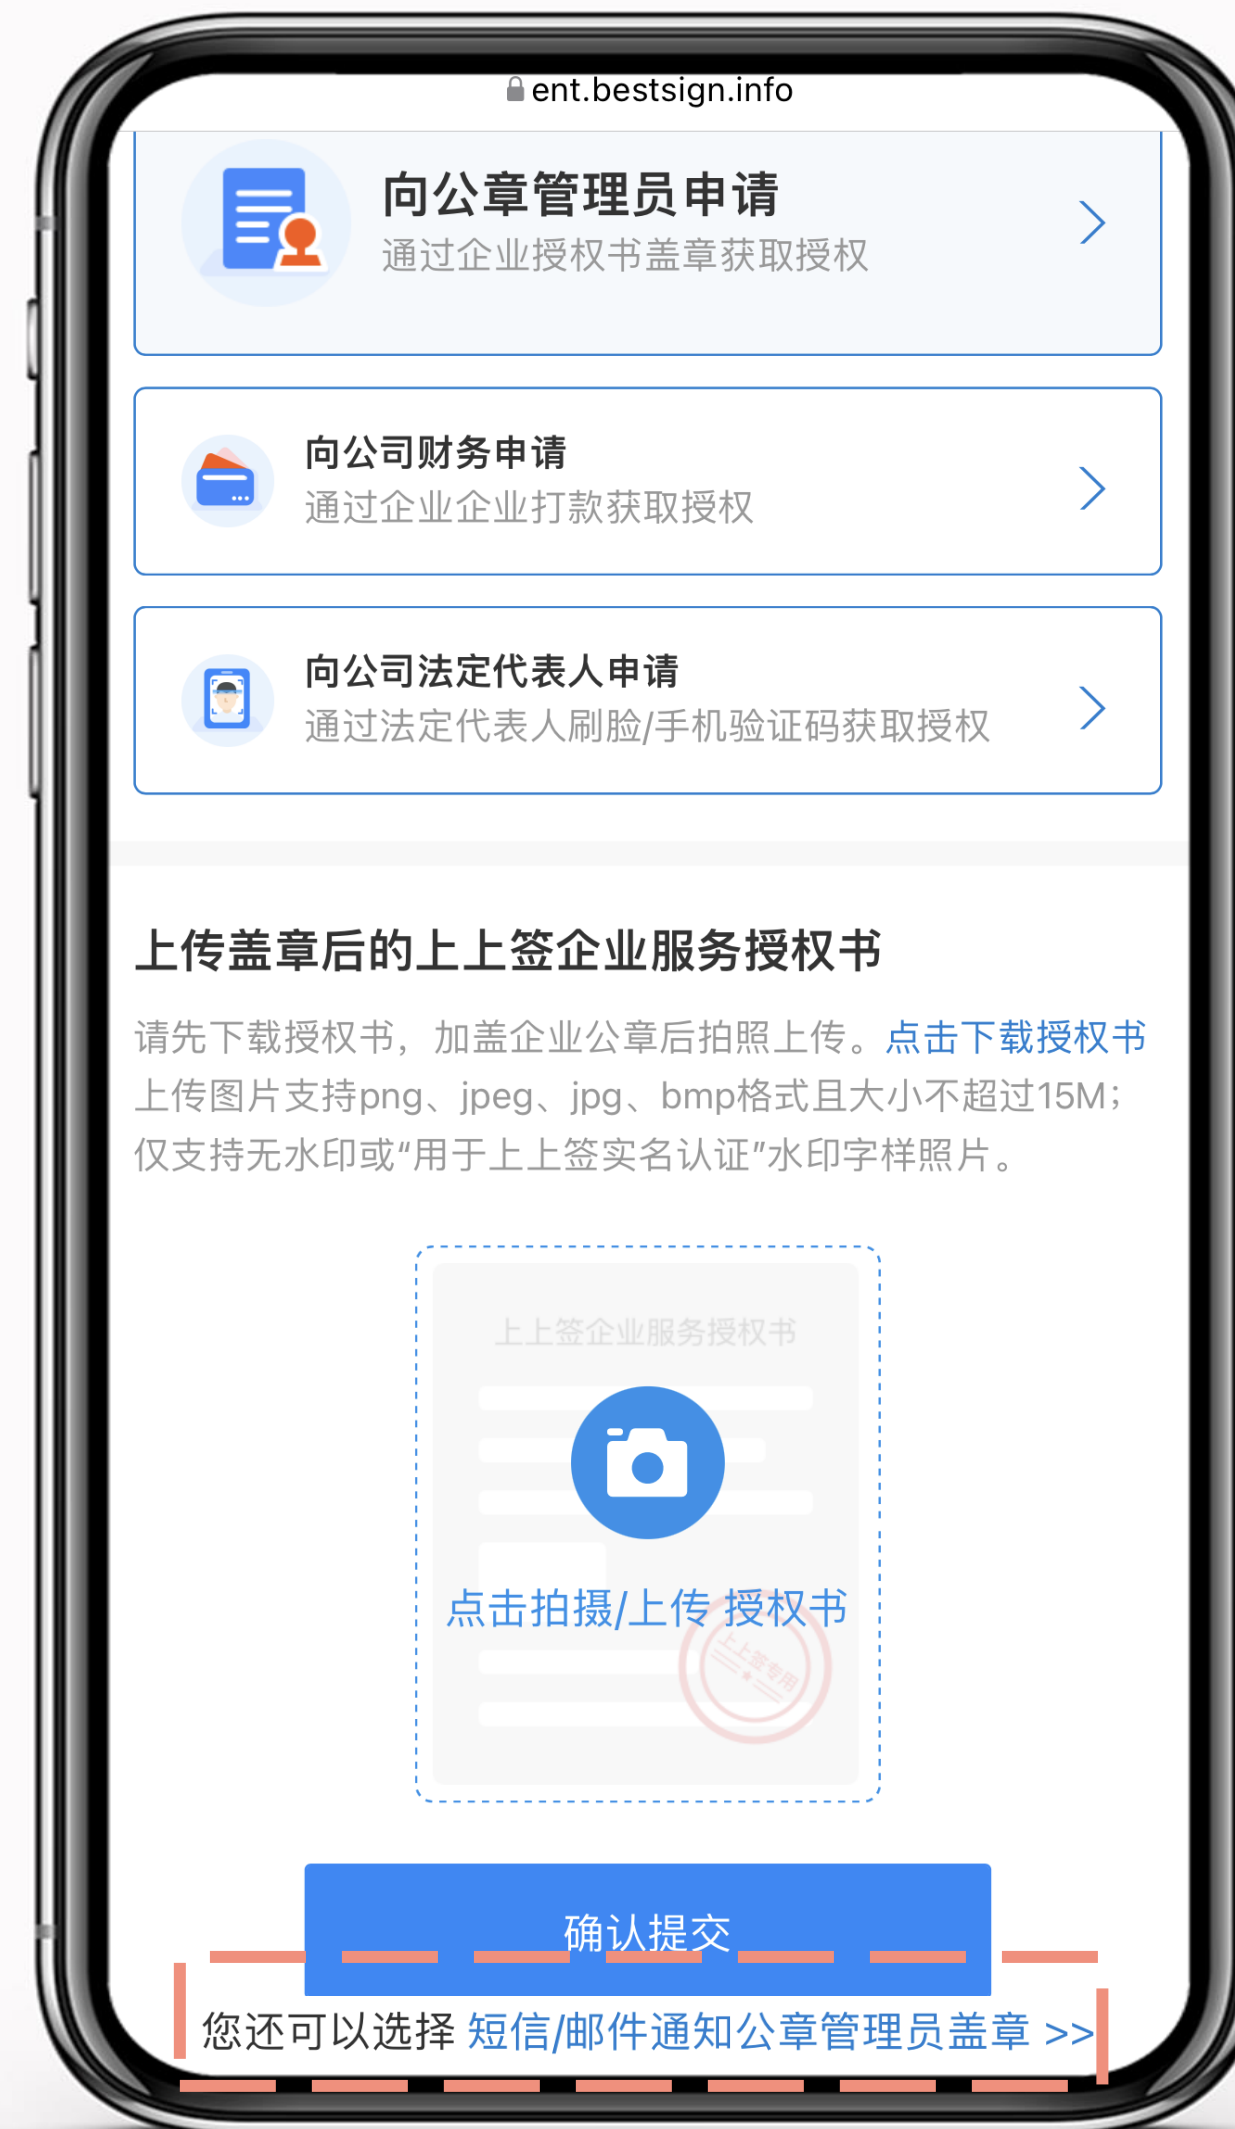 ent.bestsign.info
向公章管理员申请
通过企业授权书盖章获取授权
向公司财务申请
通过企业企业打款获取授权
向公司法定代表人申请
通过法定代表人刷脸/手机验证码获取授权
上传盖章后的上上签企业服务授权书
请先下载授权书，加盖企业公章后拍照上传。点击下载授权书
上传图片支持png、jpeg、jpg、bmp格式且大小不超过15M；
仅支持无水印或“用于上上签实名认证”水印字样照片。
上上签企业服务授权书
点击拍摄/上传 授权书
上上签专用
确认提交
您还可以选择 短信/邮件通知公章管理员盖章 >>